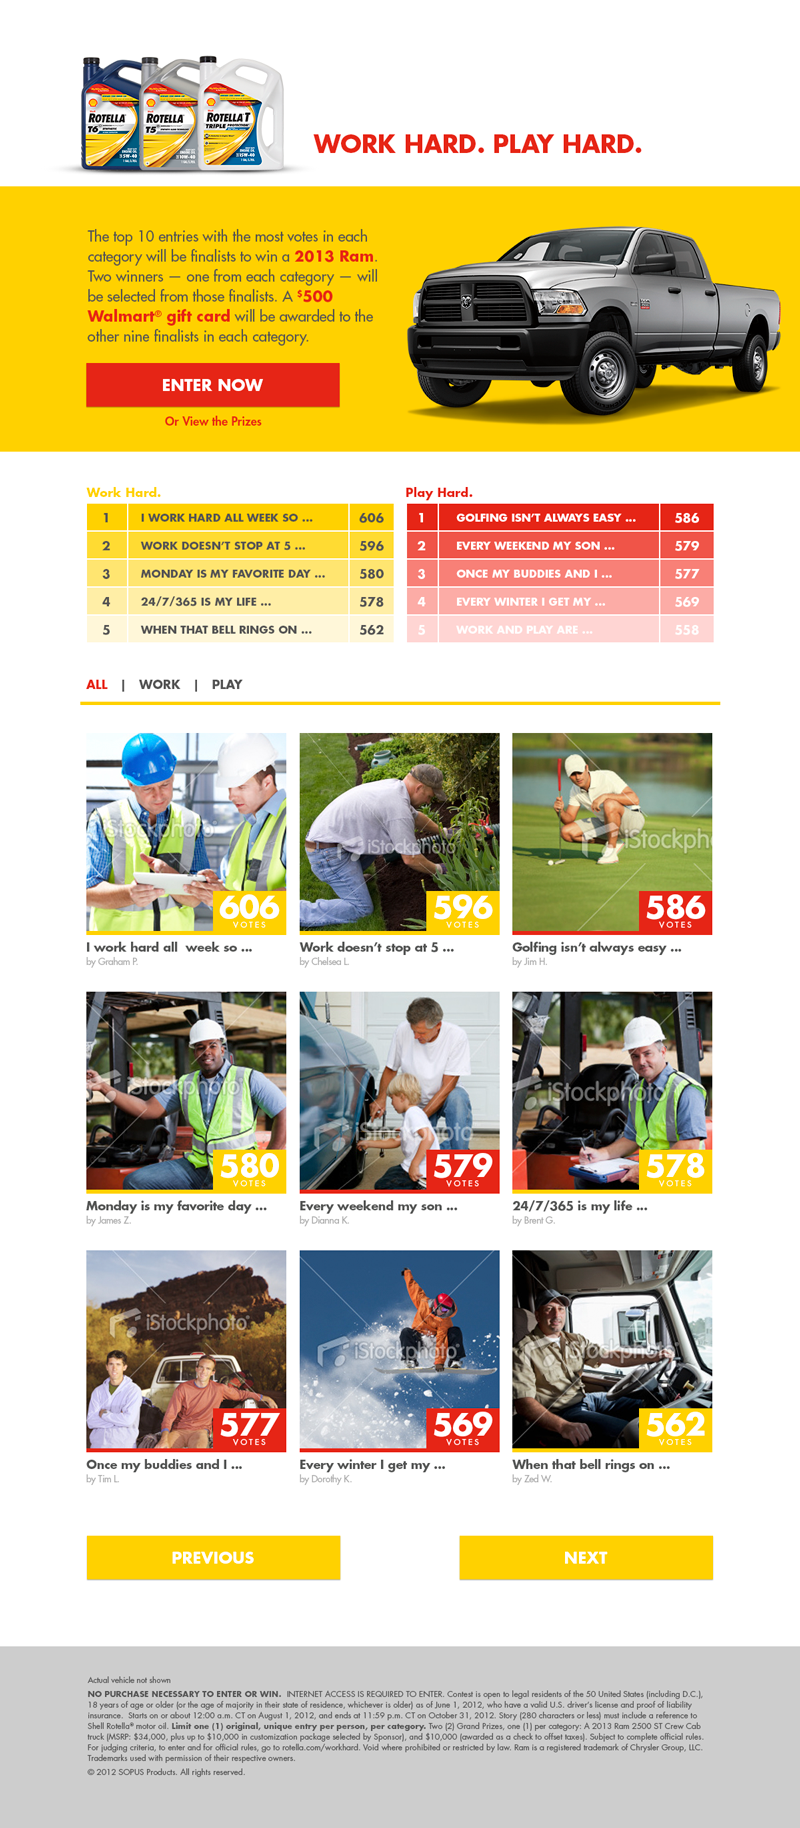 ROTELLA
T6
ROTELLA
T5
ROTELLA T
TRIPLE PROTECTION
WORK HARD. PLAY HARD.
The top 10 entries with the most votes in each
category will be finalists to win a 2013 Ram.
Two winners — one from each category — will
be selected from those finalists. A $500
Walmart® gift card will be awarded to the
other nine finalists in each category.
ENTER NOW
Or View the Prizes
Work Hard.
1 I WORK HARD ALL WEEK SO ... 606
2 WORK DOESN'T STOP AT 5 ... 596
3 MONDAY IS MY FAVORITE DAY ... 580
4 24/7/365 IS MY LIFE ... 578
5 WHEN THAT BELL RINGS ON ... 562
Play Hard.
1 GOLFING ISN'T ALWAYS EASY ... 586
2 EVERY WEEKEND MY SON ... 579
3 ONCE MY BUDDIES AND I ... 577
4 EVERY WINTER I GET MY ... 569
5 WORK AND PLAY ARE ... 558
ALL | WORK | PLAY
iStockphoto
606
VOTES
I work hard all week so ...
by Graham P.
iStockphoto
596
VOTES
Work doesn't stop at 5 ...
by Chelsea L.
iStockpho
586
VOTES
Golfing isn't always easy ...
by Jim H.
iStockphoto
580
VOTES
Monday is my favorite day ...
by James Z.
iStockphoto
579
VOTES
Every weekend my son ...
by Dianna K.
iStockphoto
578
VOTES
24/7/365 is my life ...
by Brent G.
iStockphoto
577
VOTES
Once my buddies and I ...
by Tim L.
iStockphoto
569
VOTES
Every winter I get my ...
by Dorothy K.
iStockphoto
562
VOTES
When that bell rings on ...
by Zed W.
PREVIOUS
NEXT
Actual vehicle not shown
NO PURCHASE NECESSARY TO ENTER OR WIN. INTERNET ACCESS IS REQUIRED TO ENTER. Contest is open to legal residents of the 50 United States (including D.C.),
18 years of age or older (or the age of majority in their state of residence, whichever is older) as of June 1, 2012, who have a valid U.S. driver's license and proof of liability
insurance. Starts on or about 12:00 a.m. CT on August 1, 2012, and ends at 11:59 p.m. CT on October 31, 2012. Story (280 characters or less) must include a reference to
Shell Rotella® motor oil. Limit one (1) original, unique entry per person, per category. Two (2) Grand Prizes, one (1) per category: A 2013 Ram 2500 ST Crew Cab
truck (MSRP: $34,000, plus up to $10,000 in customization package selected by Sponsor), and $10,000 (awarded as a check to offset taxes). Subject to complete official rules.
For judging criteria, to enter and for official rules, go to rotella.com/workhard. Void where prohibited or restricted by law. Ram is a registered trademark of Chrysler Group, LLC.
Trademarks used with permission of their respective owners.
© 2012 SOPUS Products. All rights reserved.